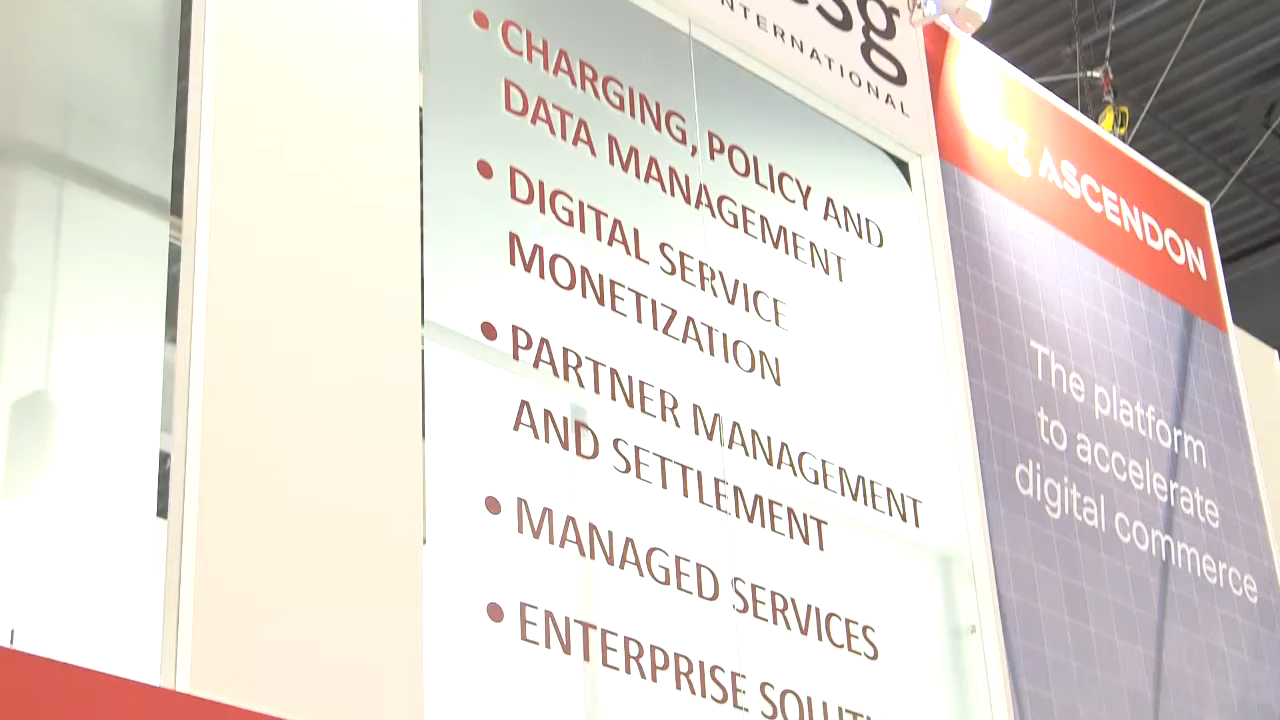 csg
INTERNATIONAL
• CHARGING, POLICY AND
DATA MANAGEMENT
• DIGITAL SERVICE
MONETIZATION
• PARTNER MANAGEMENT
AND SETTLEMENT
• MANAGED SERVICES
• ENTERPRISE
ASCENDON
The platform
to accelerate
digital commerce